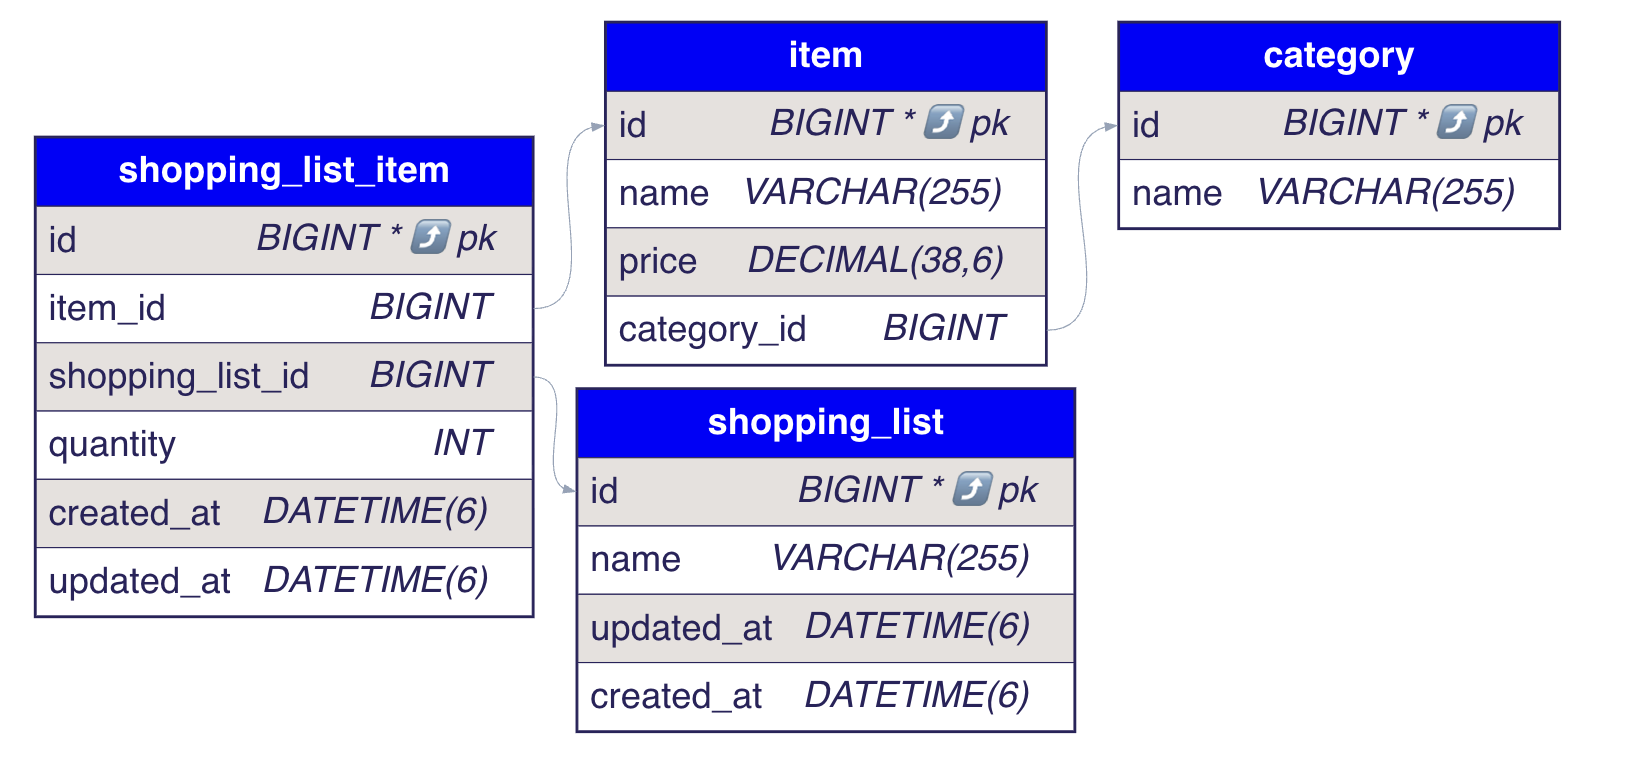 shopping_list_item
id BIGINT * ⤴ pk
item_id BIGINT
shopping_list_id BIGINT
quantity INT
created_at DATETIME(6)
updated_at DATETIME(6)
item
id BIGINT * ⤴ pk
name VARCHAR(255)
price DECIMAL(38,6)
category_id BIGINT
category
id BIGINT * ⤴ pk
name VARCHAR(255)
shopping_list
id BIGINT * ⤴ pk
name VARCHAR(255)
updated_at DATETIME(6)
created_at DATETIME(6)